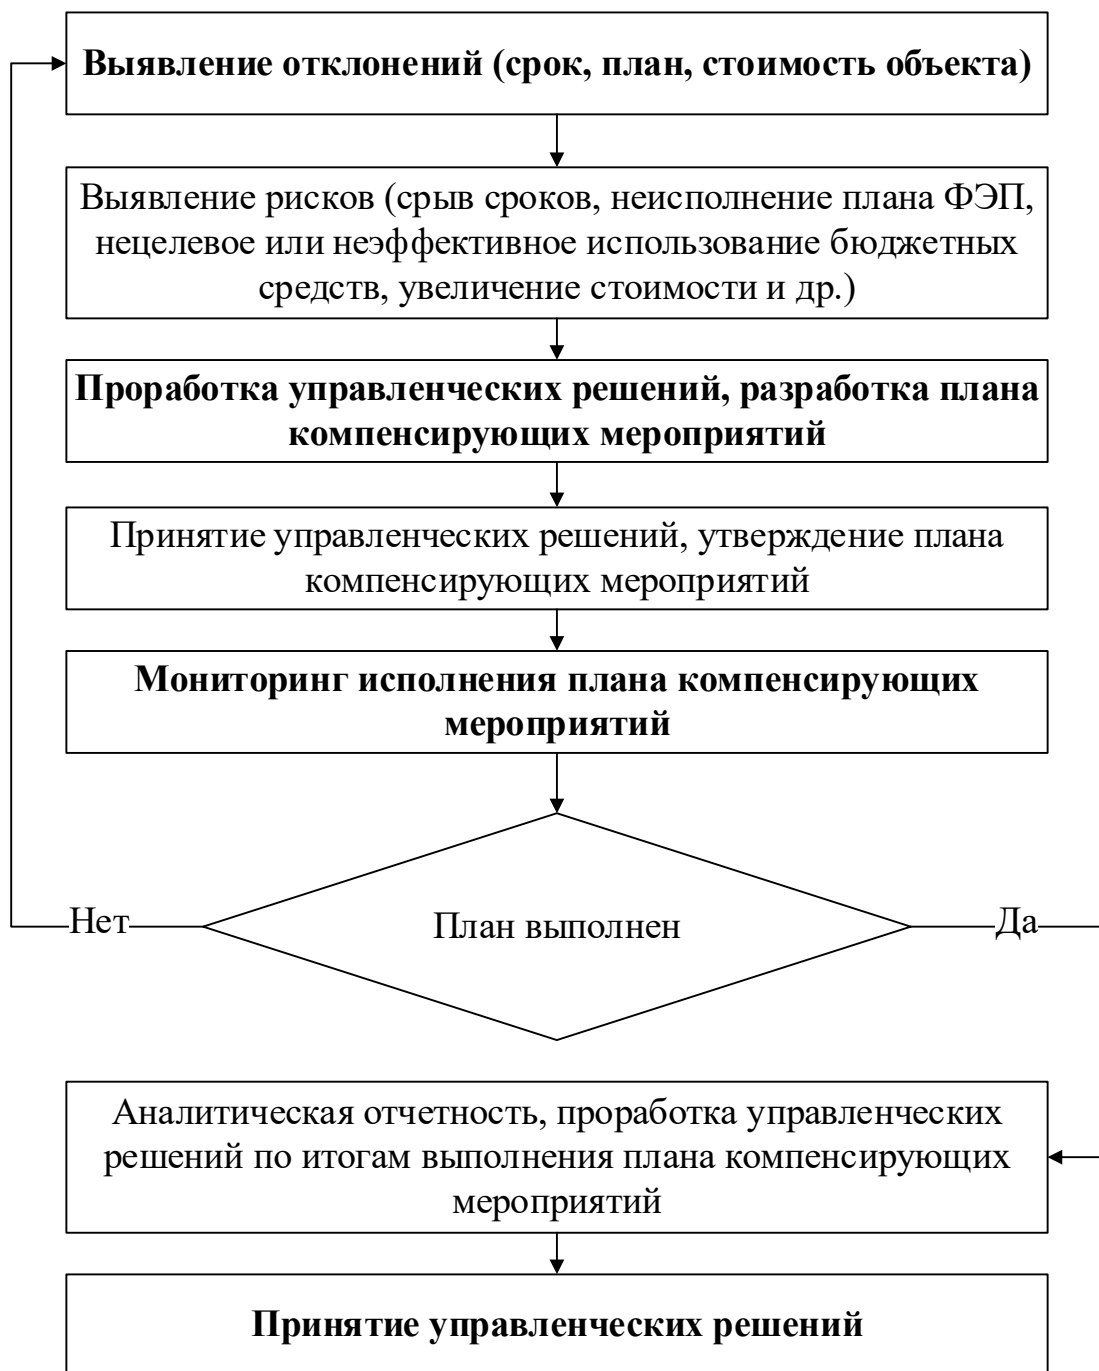 Выявление отклонений (срок, план, стоимость объекта)
Выявление рисков (срыв сроков, неисполнение плана ФЭП,
нецелевое или неэффективное использование бюджетных
средств, увеличение стоимости и др.)
Проработка управленческих решений, разработка плана
компенсирующих мероприятий
Принятие управленческих решений, утверждение плана
компенсирующих мероприятий
Мониторинг исполнения плана компенсирующих
мероприятий
Нет
План выполнен
Да
Аналитическая отчетность, проработка управленческих
решений по итогам выполнения плана компенсирующих
мероприятий
Принятие управленческих решений